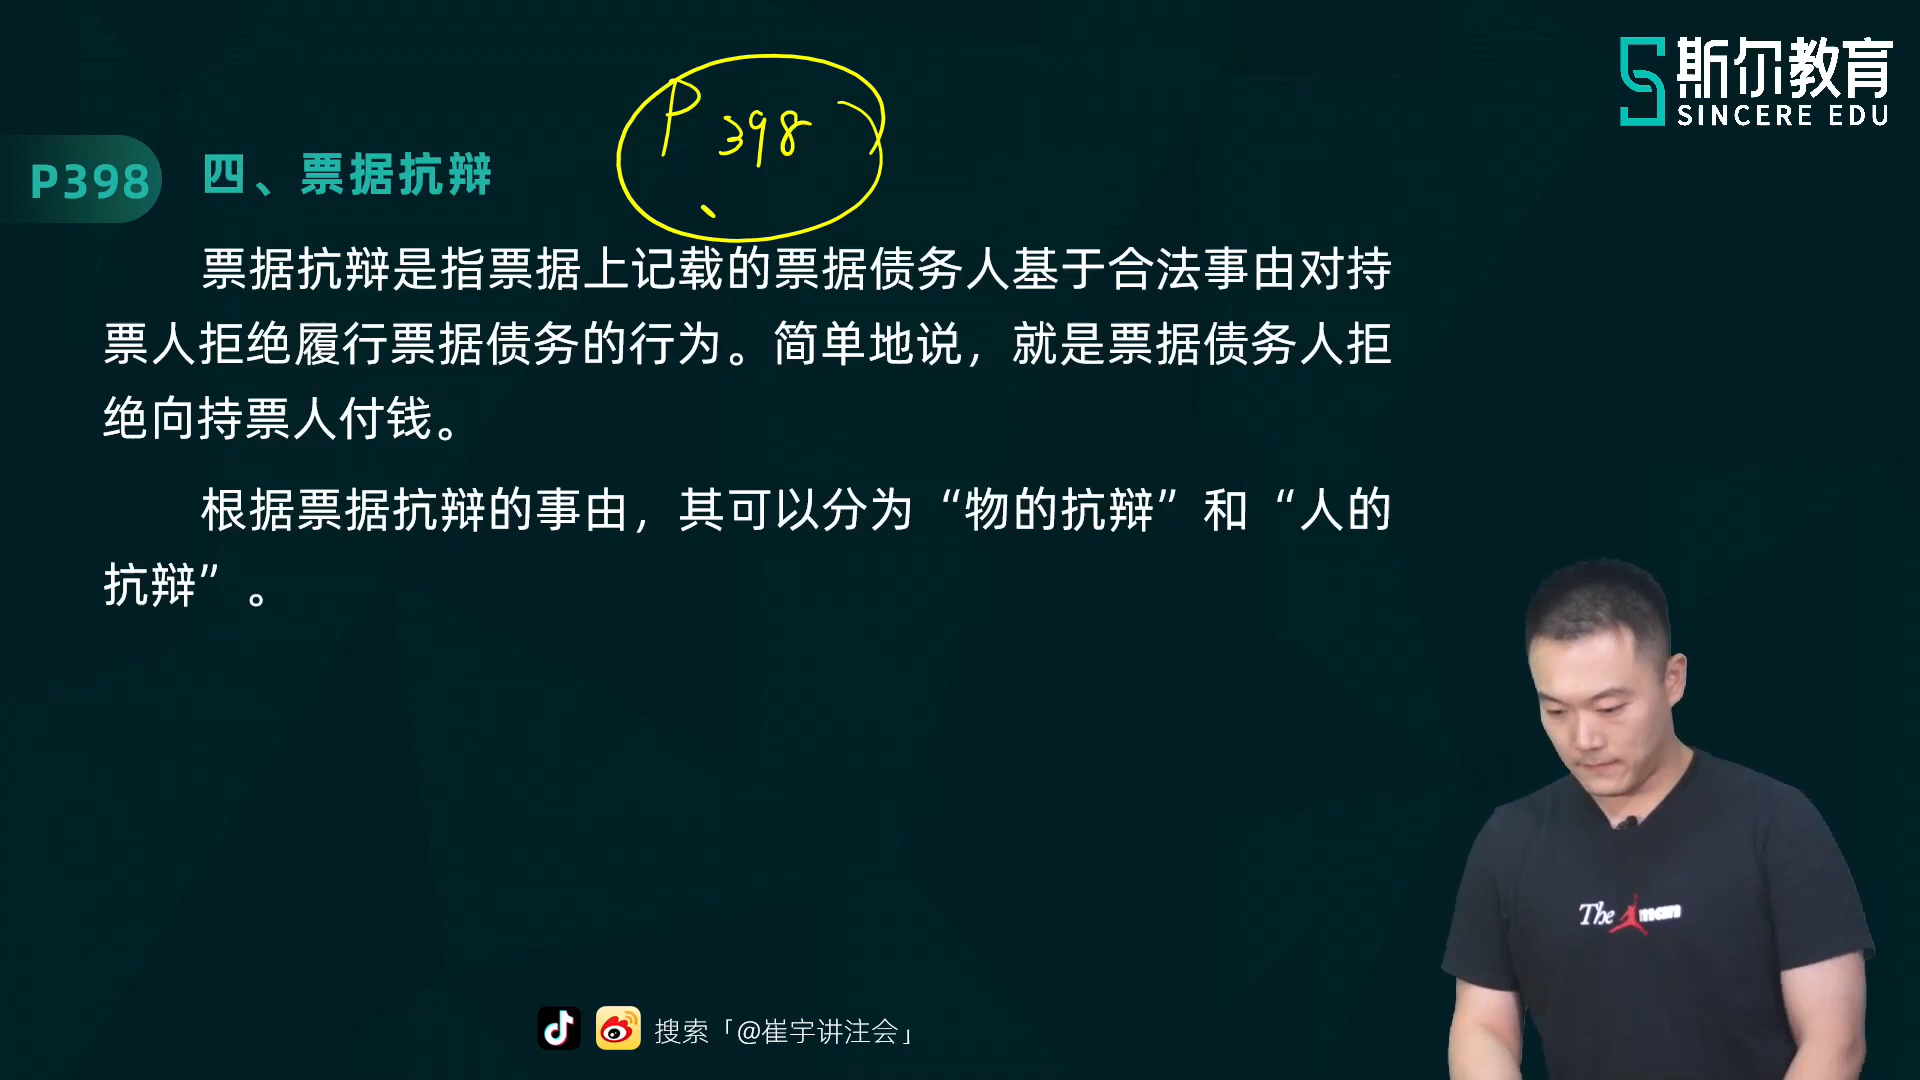 斯尔教育
SINCERE EDU
P 398
P398
四、票据抗辩
票据抗辩是指票据上记载的票据债务人基于合法事由对持
票人拒绝履行票据债务的行为。简单地说，就是票据债务人拒
绝向持票人付钱。
根据票据抗辩的事由，其可以分为“物的抗辩”和“人的
抗辩”。
The
搜索「@崔宇讲注会」